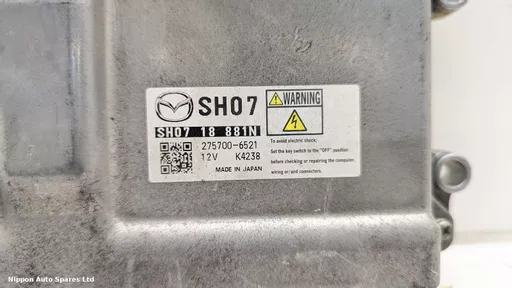 SH07
SH07 18 881N
275700-6521
12V K4238
MADE IN JAPAN
WARNING
To avoid electric shock;
Set the key switch to the "OFF" position
before checking or repairing the computer,
wiring or/and connectors.
Nippon Auto Spares Ltd